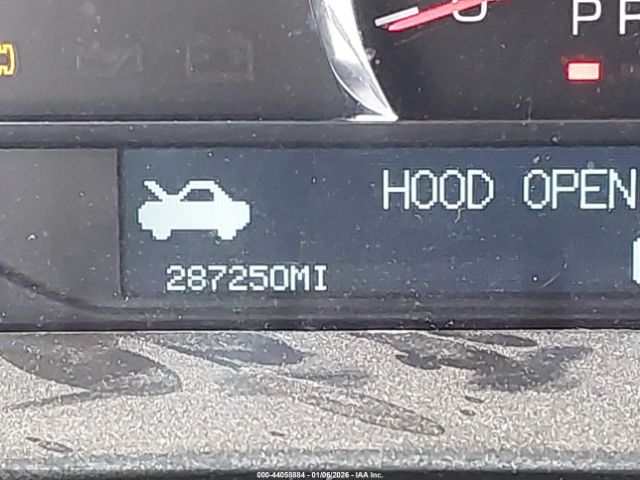 P R
HOOD OPEN
287250MI
000-44058884 - 01/06/2026 - IAA Inc.